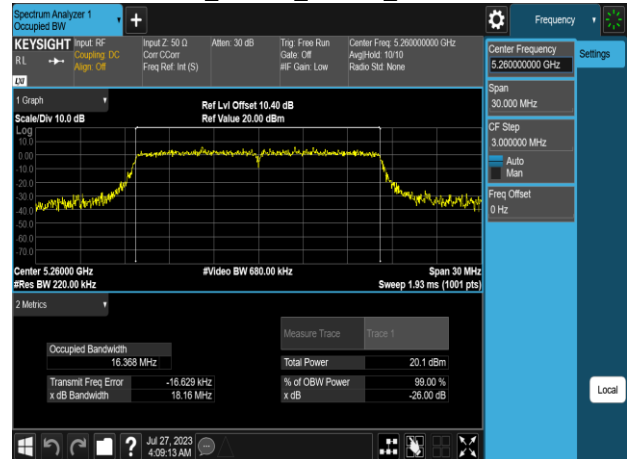 Spectrum Analyzer 1
Occupied BW
Frequency
KEYSIGHT
Input: RF
Coupling: DC
Align: Off
Input Z: 50 Ω
Corr CCorr
Freq Ref: Int (S)
Atten: 30 dB
Trig: Free Run
Gate: Off
#IF Gain: Low
Center Freq: 5.260000000 GHz
Avg|Hold: 10/10
Radio Std: None
RL
LXI
Center Frequency
5.260000000 GHz
Settings
Span
30.000 MHz
CF Step
3.000000 MHz
Auto
Man
Freq Offset
0 Hz
Local
1 Graph
Scale/Div 10.0 dB
Ref Lvl Offset 10.40 dB
Ref Value 20.00 dBm
Log
10.0
0.00
-10.0
-20.0
-30.0
-40.0
-50.0
-60.0
-70.0
Center 5.26000 GHz
#Video BW 680.00 kHz
Span 30 MHz
#Res BW 220.00 kHz
Sweep 1.93 ms (1001 pts)
2 Metrics
Measure Trace
Trace 1
Occupied Bandwidth
16.368 MHz
Total Power
20.1 dBm
Transmit Freq Error
-16.629 kHz
% of OBW Power
99.00 %
x dB Bandwidth
18.16 MHz
x dB
-26.00 dB
?
Jul 27, 2023
4:09:13 AM